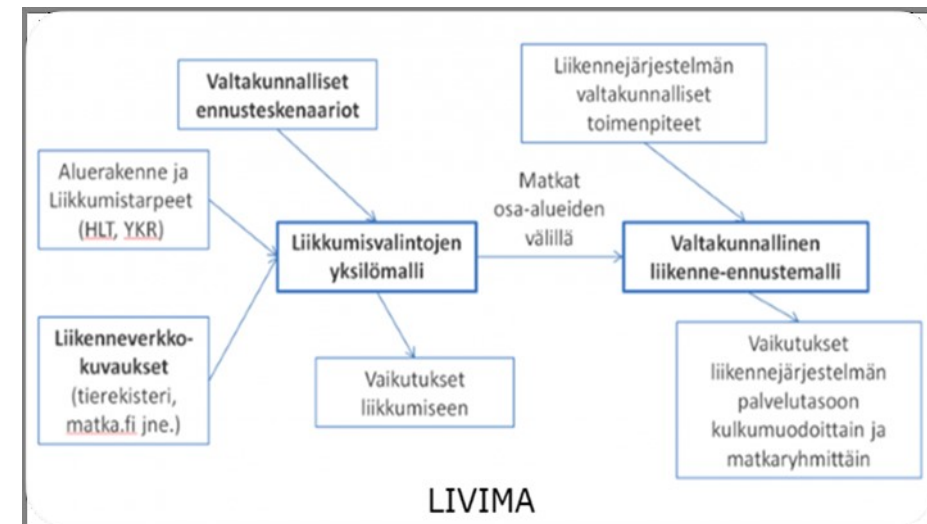 Valtakunnalliset
ennusteskenaariot
Liikennejärjestelmän
valtakunnalliset
toimenpiteet
Aluerakenne ja
Liikkumistarpeet
(HLT, YKR)
Matkat
osa-alueiden
välillä
Liikkumisvalintojen
yksilömalli
Valtakunnallinen
liikenne-ennustemalli
Liikenneverkko-
kuvaukset
(tierekisteri,
matka.fi jne.)
Vaikutukset
liikkumiseen
Vaikutukset
liikennejärjestelmän
palvelutasoon
kulkumuodoittain ja
matkaryhmittäin
LIVIMA